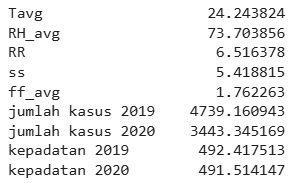 Tavg 24.243824
RH_avg 73.703856
RR 6.516378
ss 5.418815
ff_avg 1.762263
jumlah kasus 2019 4739.160943
jumlah kasus 2020 3443.345169
kepadatan 2019 492.417513
kepadatan 2020 491.514147